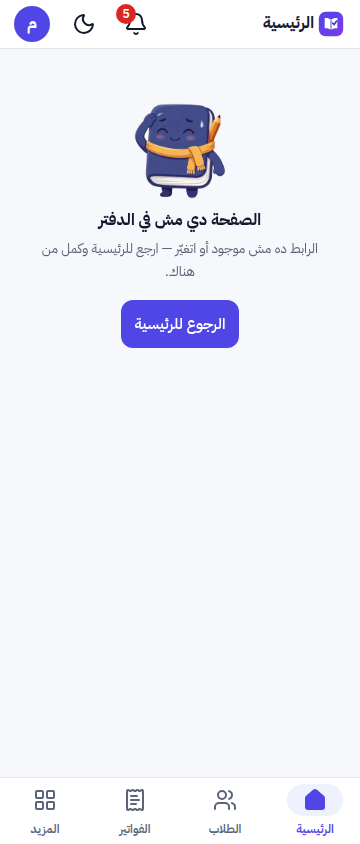 الرئيسية
5
م
الصفحة دي مش في الدفتر
الرابط ده مش موجود أو اتغيّر — ارجع للرئيسية وكمل من
هناك.
الرجوع للرئيسية
الرئيسية
الطلاب
الفواتير
المزيد